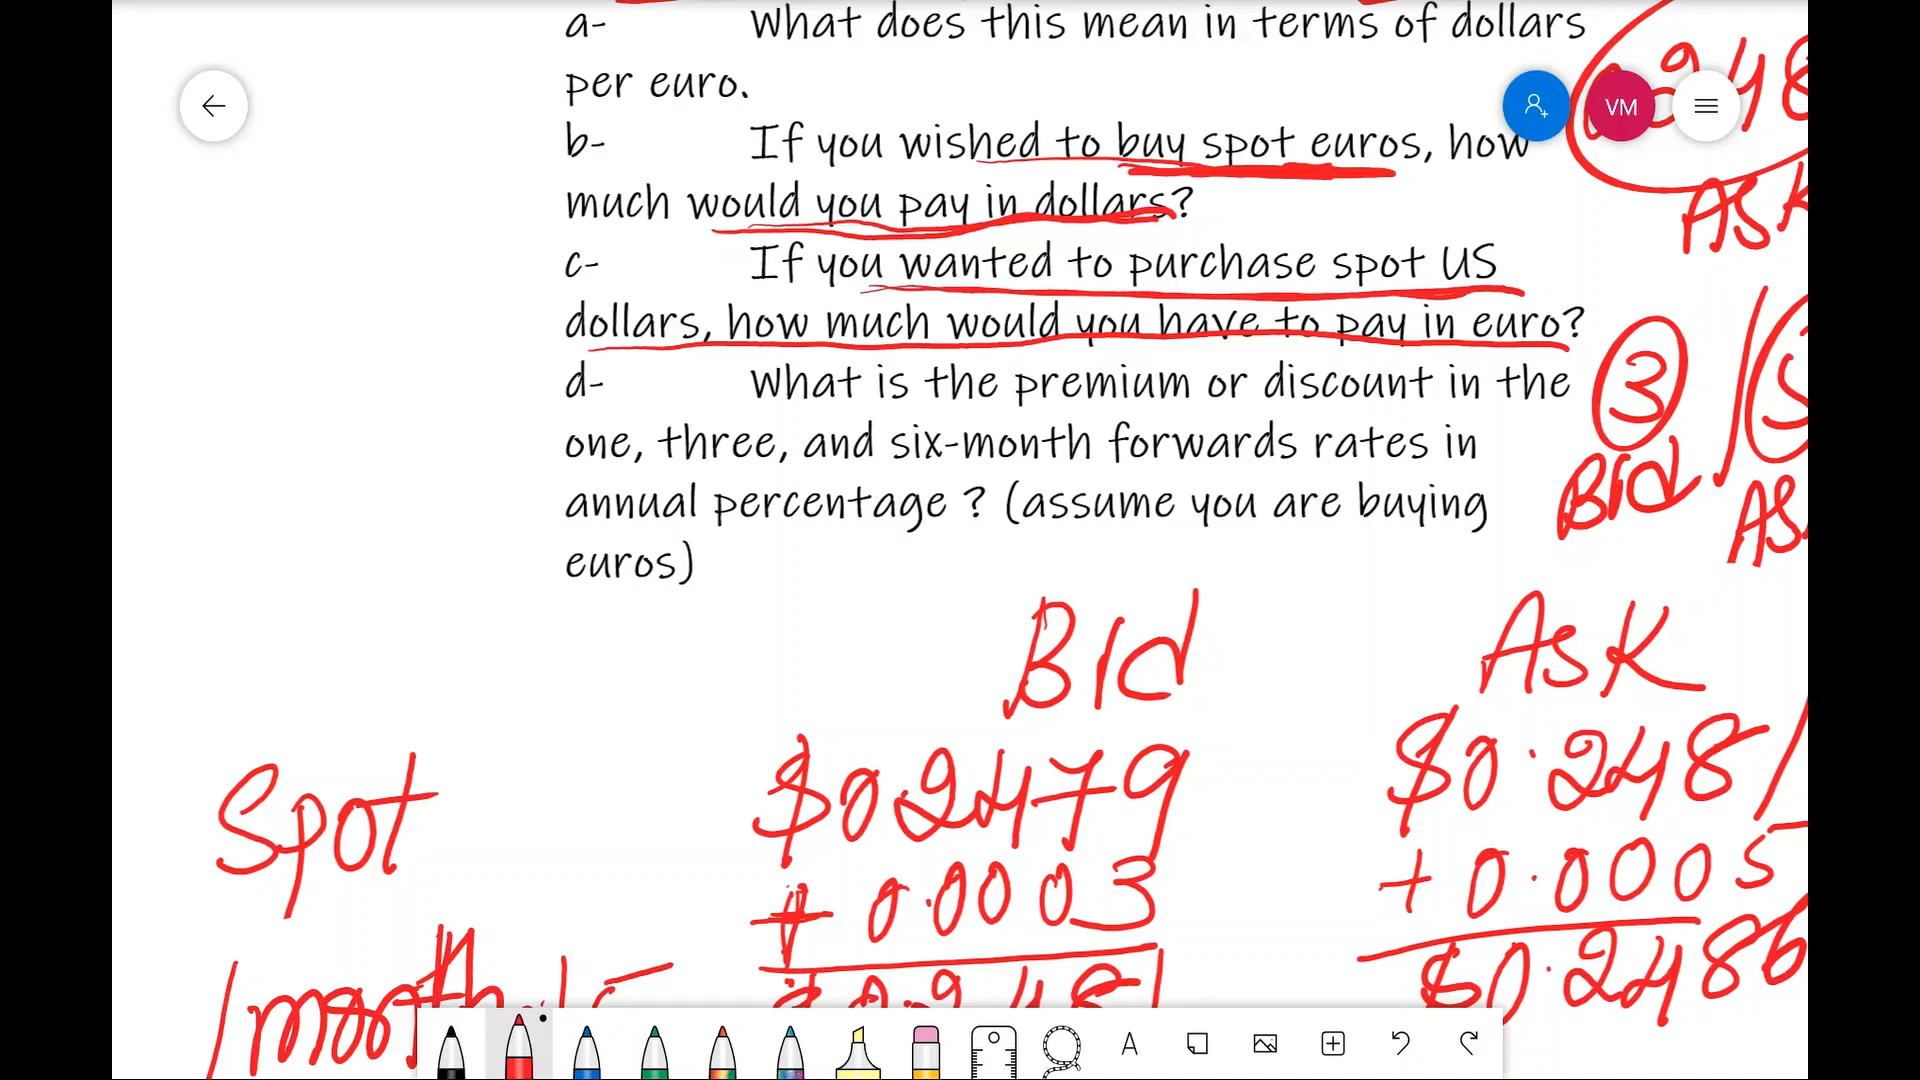 a- What does this mean in terms of dollars
per euro.
b- If you wished to buy spot euros, how
much would you pay in dollars?
c- If you wanted to purchase spot US
dollars, how much would you have to pay in euro?
d- What is the premium or discount in the
one, three, and six-month forwards rates in
annual percentage ? (assume you are buying
euros)
VM
248
ASK
3 /
Bid
Bid ASK
Spot $02479 $0.2481
+ 0.0003 + 0.0005
$0.2486
1 month
A